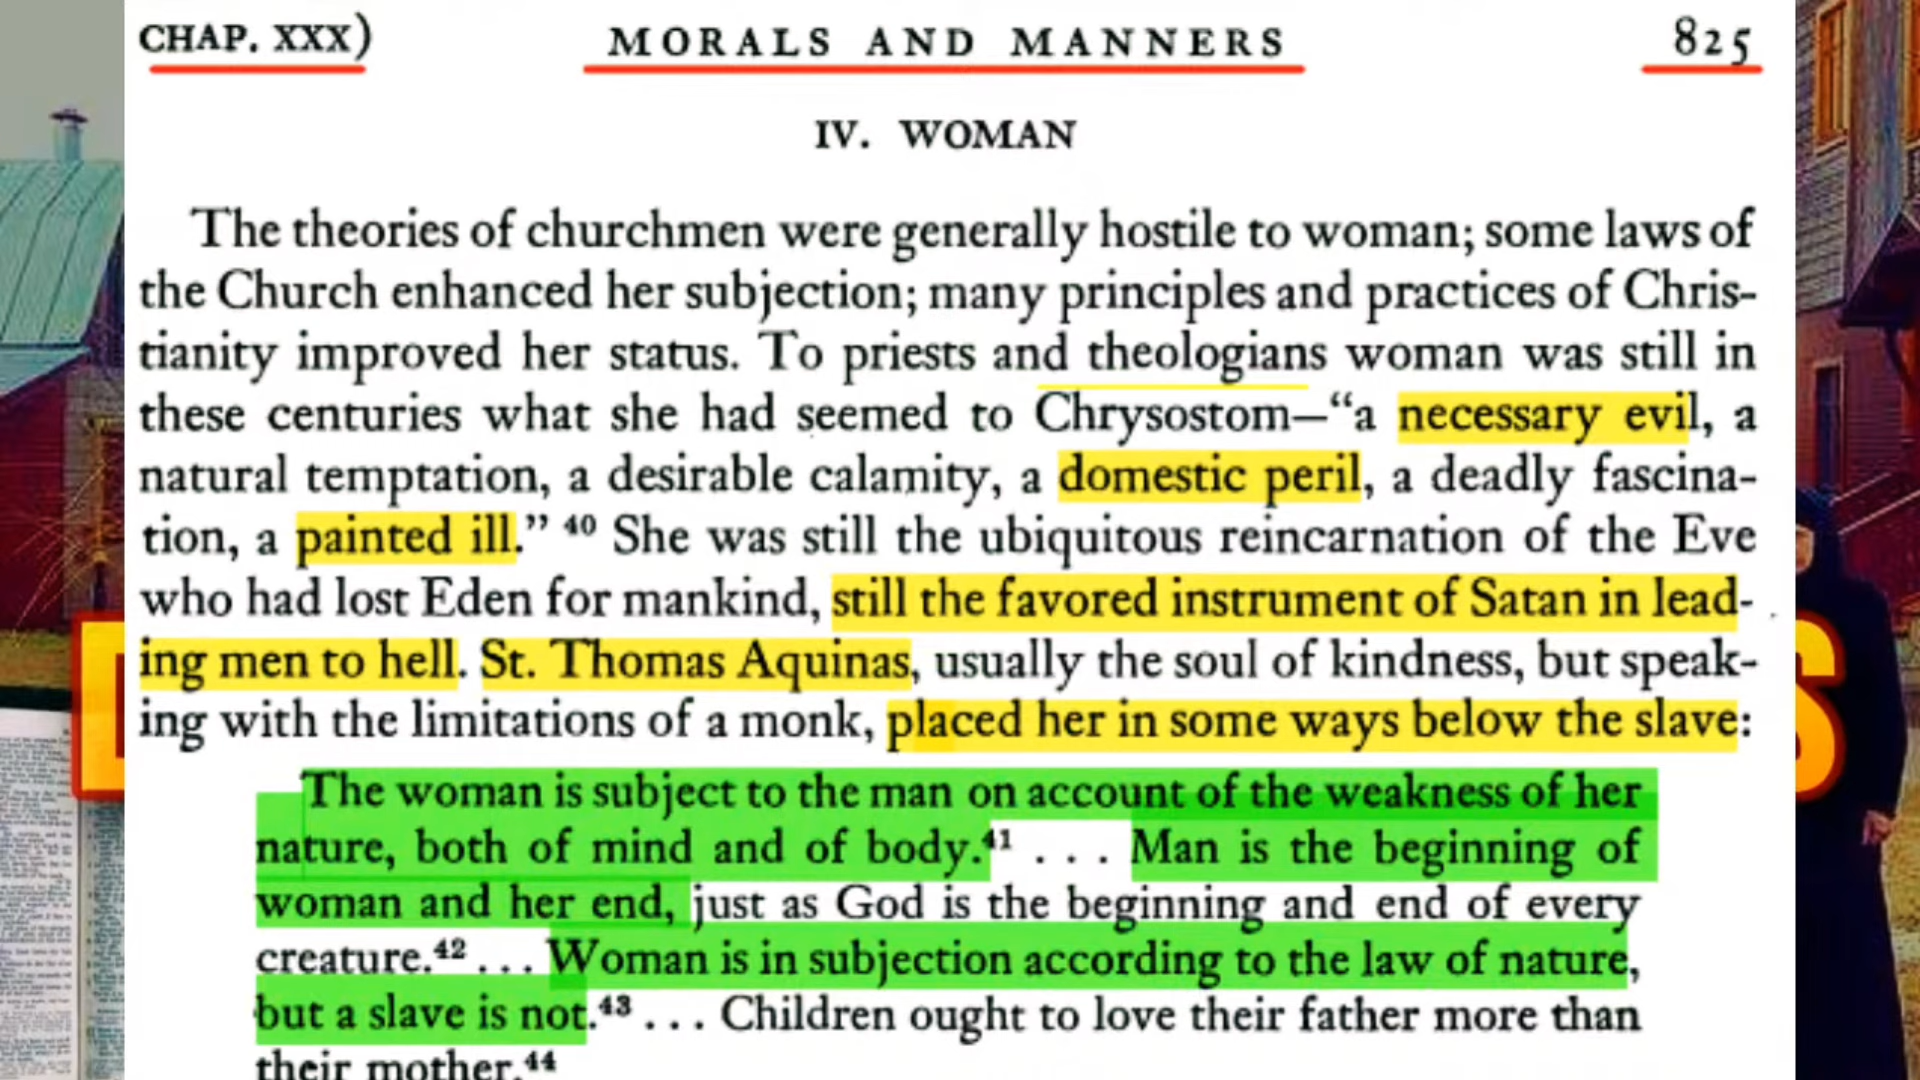 CHAP. XXX) MORALS AND MANNERS 825
IV. WOMAN
The theories of churchmen were generally hostile to woman; some laws of
the Church enhanced her subjection; many principles and practices of Chris-
tianity improved her status. To priests and theologians woman was still in
these centuries what she had seemed to Chrysostom—“a necessary evil, a
natural temptation, a desirable calamity, a domestic peril, a deadly fascina-
tion, a painted ill.” 40 She was still the ubiquitous reincarnation of the Eve
who had lost Eden for mankind, still the favored instrument of Satan in lead-
ing men to hell. St. Thomas Aquinas, usually the soul of kindness, but speak-
ing with the limitations of a monk, placed her in some ways below the slave:
The woman is subject to the man on account of the weakness of her
nature, both of mind and of body.41 . . . Man is the beginning of
woman and her end, just as God is the beginning and end of every
creature.42 . . . Woman is in subjection according to the law of nature,
but a slave is not.43 . . . Children ought to love their father more than
their mother.44